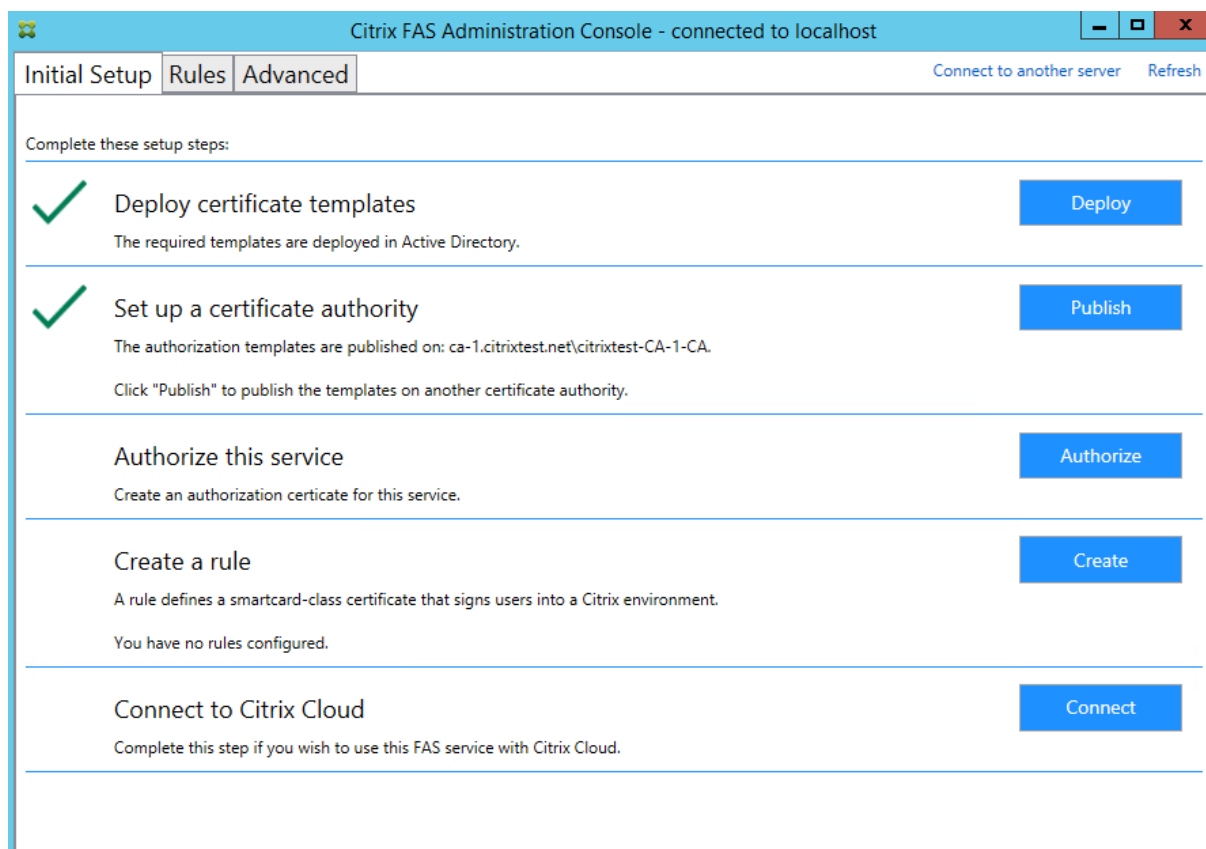 Citrix FAS Administration Console - connected to localhost
Initial Setup Rules Advanced Connect to another server Refresh
Complete these setup steps:
Deploy certificate templates
Deploy
The required templates are deployed in Active Directory.
Set up a certificate authority
Publish
The authorization templates are published on: ca-1.citrixtest.net\citrixtest-CA-1-CA.
Click "Publish" to publish the templates on another certificate authority.
Authorize this service
Authorize
Create an authorization certicate for this service.
Create a rule
Create
A rule defines a smartcard-class certificate that signs users into a Citrix environment.
You have no rules configured.
Connect to Citrix Cloud
Connect
Complete this step if you wish to use this FAS service with Citrix Cloud.